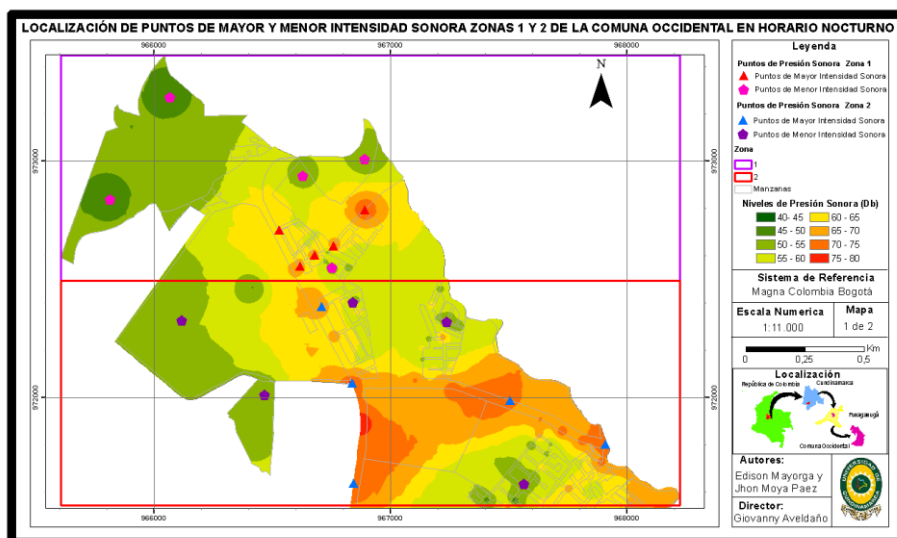 LOCALIZACIÓN DE PUNTOS DE MAYOR Y MENOR INTENSIDAD SONORA ZONAS 1 Y 2 DE LA COMUNA OCCIDENTAL EN HORARIO NOCTURNO
966000 967000 968000
973000 973000
972000 972000
966000 967000 968000
N
Leyenda
Puntos de Presión Sonora Zona 1
Puntos de Mayor Intensidad Sonora
Puntos de Menor Intensidad Sonora
Puntos de Presión Sonora Zona 2
Puntos de Mayor Intensidad Sonora
Puntos de Menor Intensidad Sonora
Zona
1
2
Manzanas
Niveles de Presión Sonora (Db)
40- 45 60 - 65
45 - 50 65 - 70
50 - 55 70 - 75
55 - 60 75 - 80
Sistema de Referencia
Magna Colombia Bogotá
Escala Numerica
1:11.000
Mapa
1 de 2
Km
0 0,25 0,5
Localización
República de Colombia
Cundinamarca
Fusagasugá
Comuna Occidental
Autores:
Edison Mayorga y
Jhon Moya Paez
Director:
Giovanny Aveldaño
UNIVERSIDAD DE
CUNDINAMARCA